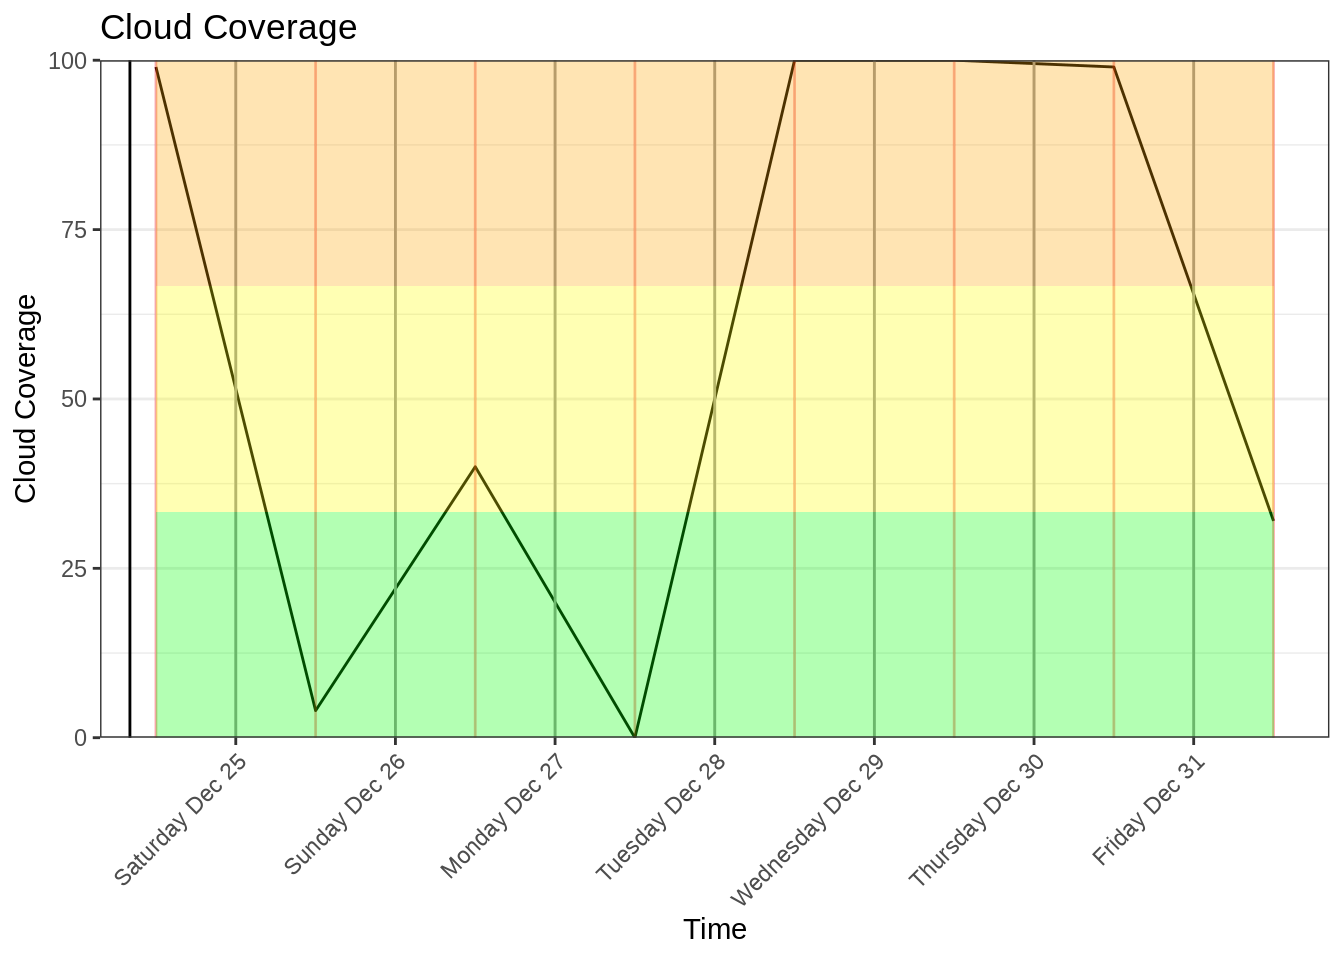 Cloud Coverage
100
75
50
25
0
Cloud Coverage
Saturday Dec 25
Sunday Dec 26
Monday Dec 27
Tuesday Dec 28
Wednesday Dec 29
Thursday Dec 30
Friday Dec 31
Time